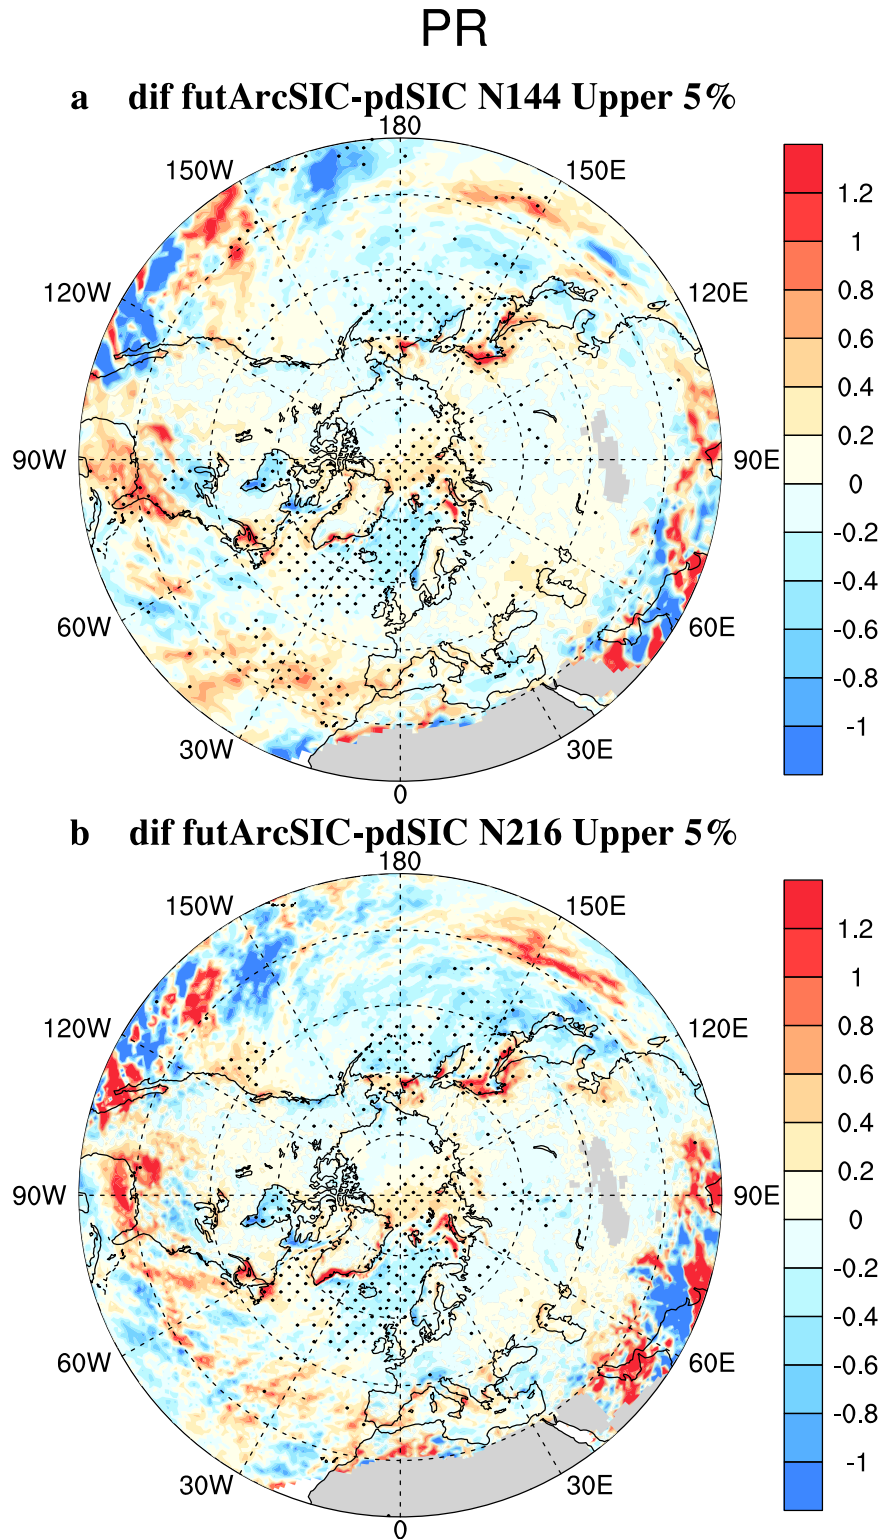 PR
a dif futArcSIC-pdSIC N144 Upper 5%
180
150W 150E
120W 120E
90W 90E
60W 60E
30W 30E
0
1.2
1
0.8
0.6
0.4
0.2
0
-0.2
-0.4
-0.6
-0.8
-1
b dif futArcSIC-pdSIC N216 Upper 5%
180
150W 150E
120W 120E
90W 90E
60W 60E
30W 30E
0
1.2
1
0.8
0.6
0.4
0.2
0
-0.2
-0.4
-0.6
-0.8
-1